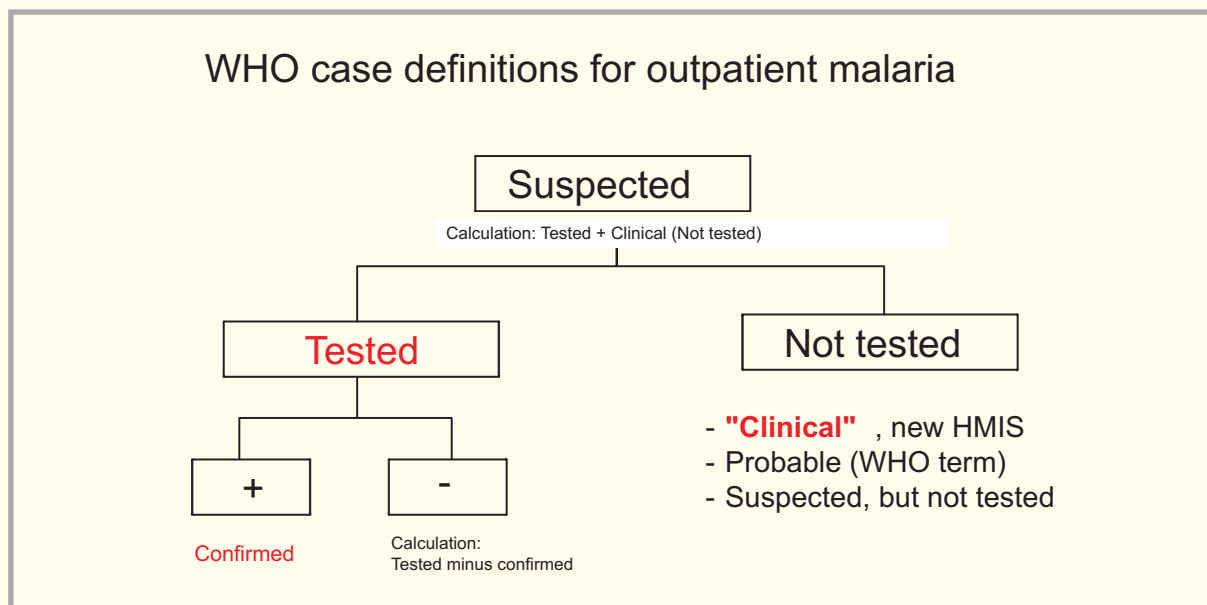 WHO case definitions for outpatient malaria
Suspected
Calculation: Tested + Clinical (Not tested)
Tested
Not tested
+
-
Confirmed
Calculation:
Tested minus confirmed
- "Clinical" , new HMIS
- Probable (WHO term)
- Suspected, but not tested